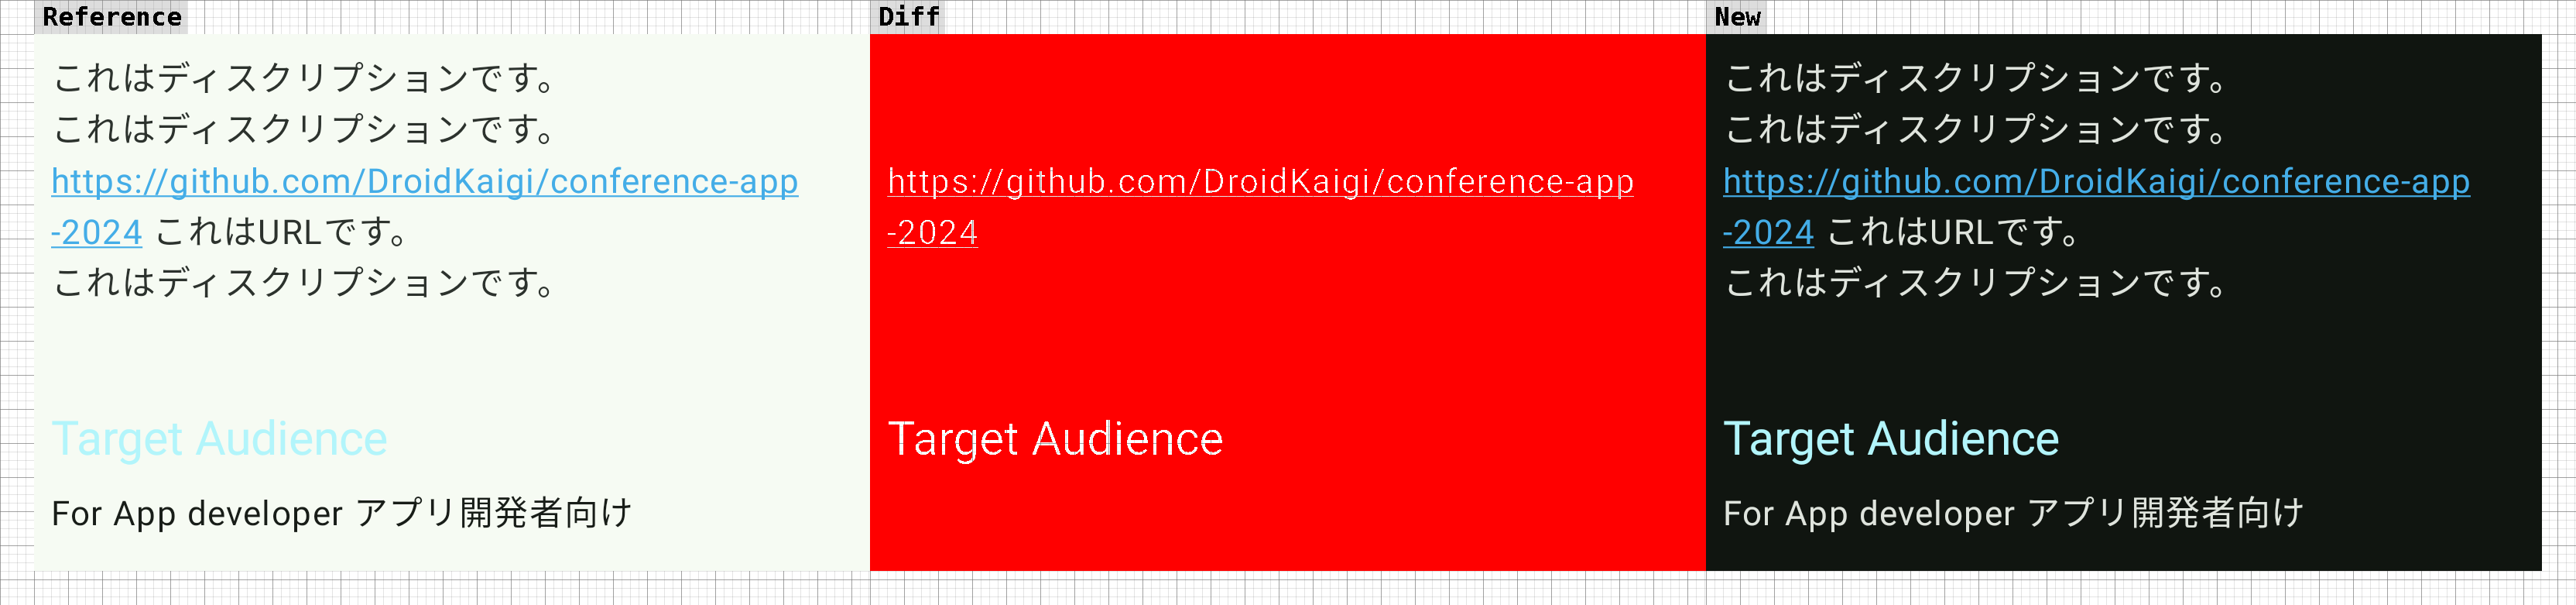 Reference
これはディスクリプションです。
これはディスクリプションです。
https://github.com/DroidKaigi/conference-app
-2024 これはURLです。
これはディスクリプションです。
Target Audience
For App developer アプリ開発者向け
Diff
https://github.com/DroidKaigi/conference-app
-2024
Target Audience
New
これはディスクリプションです。
これはディスクリプションです。
https://github.com/DroidKaigi/conference-app
-2024 これはURLです。
これはディスクリプションです。
Target Audience
For App developer アプリ開発者向け